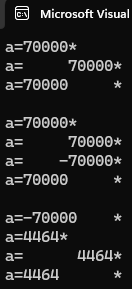 Microsoft Visual
a=70000*
a=     70000*
a=70000     *

a=70000*
a=     70000*
a=    -70000*
a=70000     *

a=-70000    *
a=4464*
a=      4464*
a=4464      *